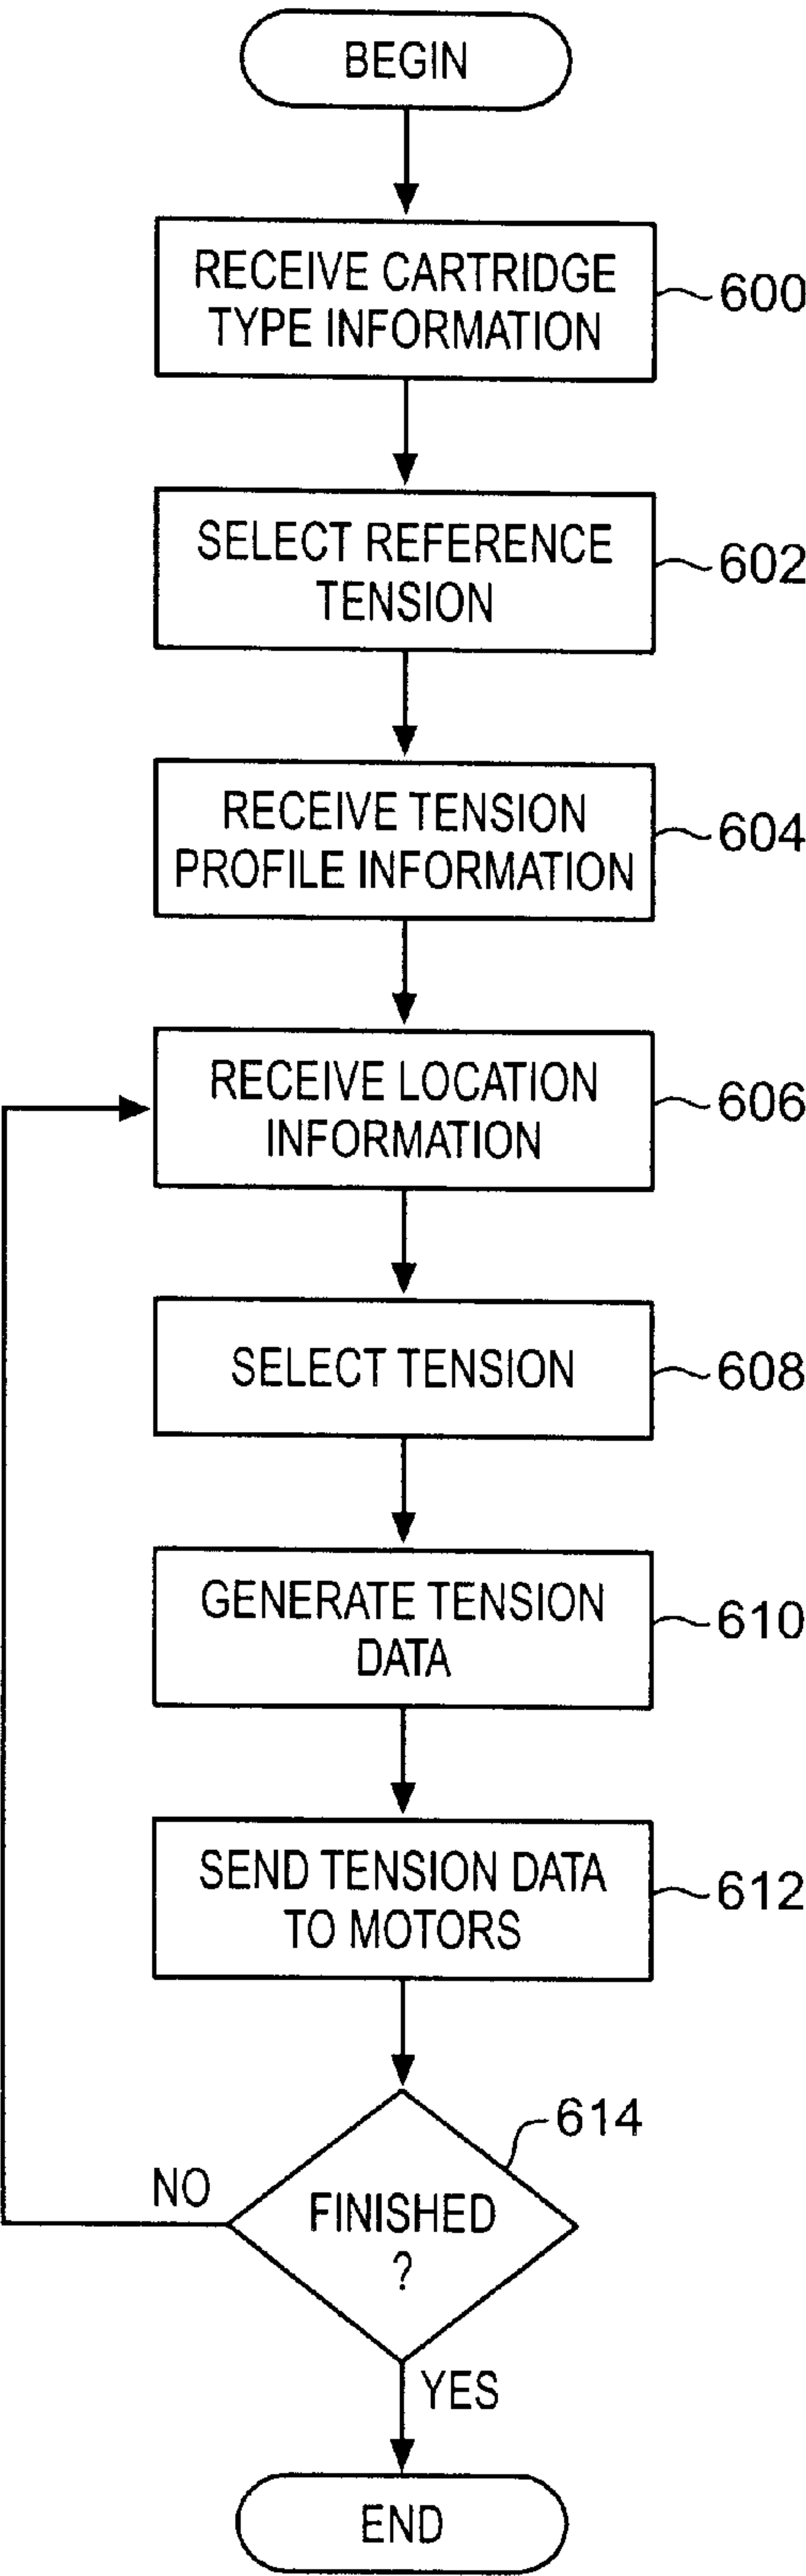 BEGIN
RECEIVE CARTRIDGE
TYPE INFORMATION
600
SELECT REFERENCE
TENSION
602
RECEIVE TENSION
PROFILE INFORMATION
604
RECEIVE LOCATION
INFORMATION
606
SELECT TENSION
608
GENERATE TENSION
DATA
610
SEND TENSION DATA
TO MOTORS
612
614
NO
FINISHED
?
YES
END